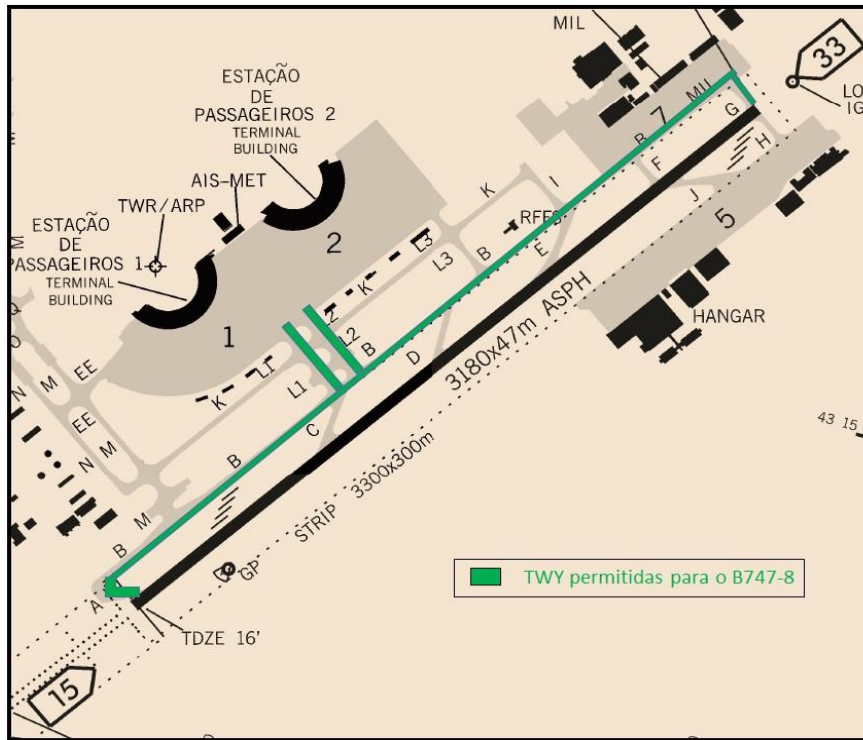 MIL
33
LO
IG
ESTAÇÃO
DE
PASSAGEIROS 2
TERMINAL
BUILDING
MIL
7
G
B
H
F
AIS-MET
TWR/ARP
K
I
J
5
ESTAÇÃO
DE
PASSAGEIROS 1
TERMINAL
BUILDING
2
L3
L3
B
RFFS
E
K
1
L2
B
D
3180x47m ASPH
HANGAR
Q
N
M
EE
L1
K
L1
C
EE
N
M
B
43 15
STRIP 3300x300m
M
B
GP
A
TDZE 16'
15
TWY permitidas para o B747-8